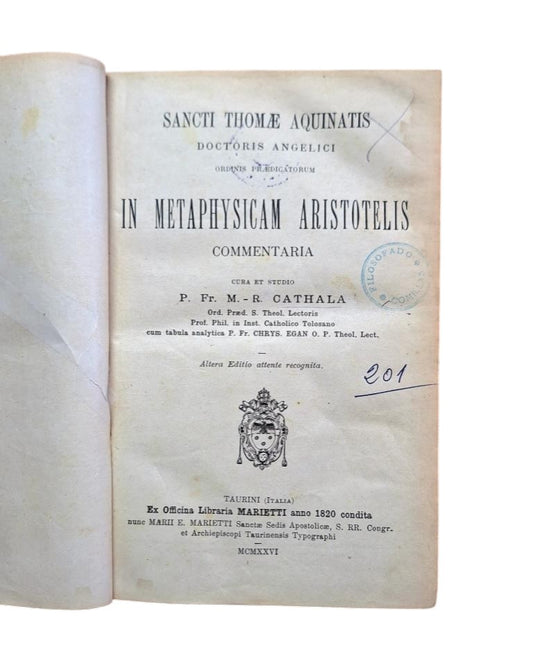 SANCTI THOMÆ AQUINATIS
DOCTORIS ANGELICI
ORDINIS PRÆDICATORUM
IN METAPHYSICAM ARISTOTELIS
COMMENTARIA
CURA ET STUDIO
P. Fr. M.-R. CATHALA
Ord. Præd. S. Theol. Lectoris
Prof. Phil. in Inst. Catholico Tolosano
cum tabula analytica P. Fr. CHRYS. EGAN O. P. Theol. Lect.
Altera Editio attente recognita.
FILOSOFADO
COMILLAS
201
TAURINI (ITALIA)
Ex Officina Libraria MARIETTI anno 1820 condita
nunc MARII E. MARIETTI Sanctæ Sedis Apostolicæ, S. RR. Congr.
et Archiepiscopi Taurinensis Typographi
MCMXXVI